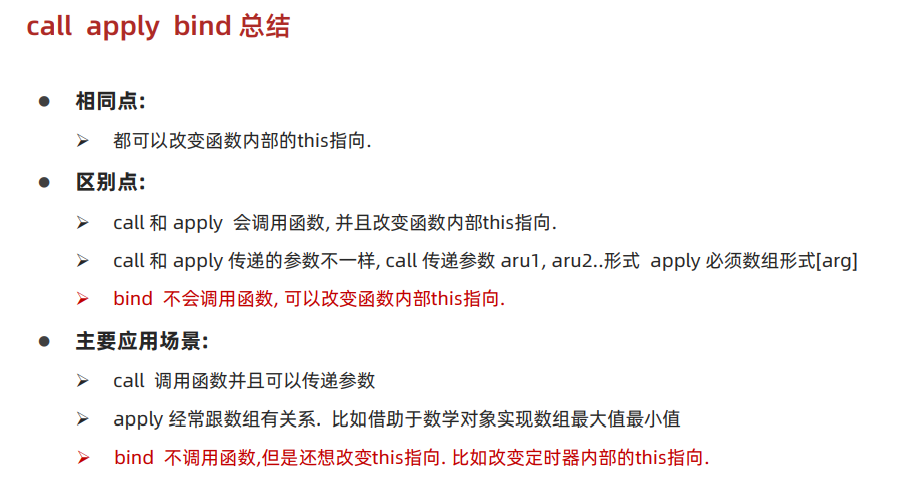 call apply bind 总结
相同点:
都可以改变函数内部的this指向.
区别点:
call 和 apply 会调用函数, 并且改变函数内部this指向.
call 和 apply 传递的参数不一样, call 传递参数 aru1, aru2..形式 apply 必须数组形式[arg]
bind 不会调用函数, 可以改变函数内部this指向.
主要应用场景:
call 调用函数并且可以传递参数
apply 经常跟数组有关系. 比如借助于数学对象实现数组最大值最小值
bind 不调用函数,但是还想改变this指向. 比如改变定时器内部的this指向.